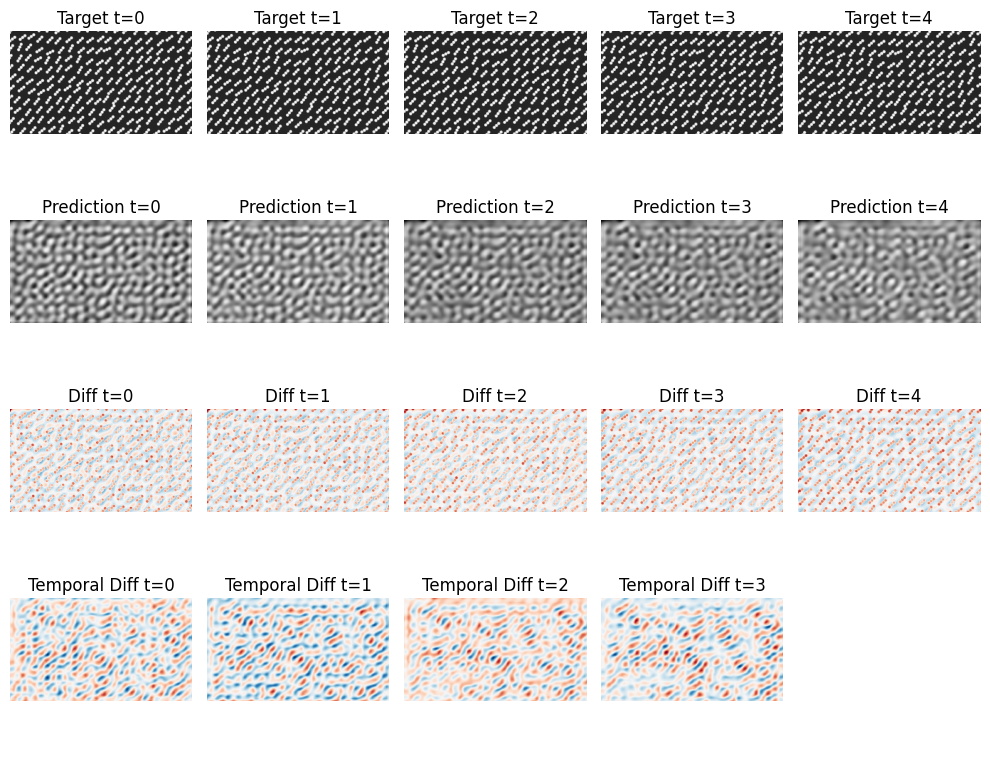 Target t=0 Target t=1 Target t=2 Target t=3 Target t=4
Prediction t=0 Prediction t=1 Prediction t=2 Prediction t=3 Prediction t=4
Diff t=0 Diff t=1 Diff t=2 Diff t=3 Diff t=4
Temporal Diff t=0 Temporal Diff t=1 Temporal Diff t=2 Temporal Diff t=3